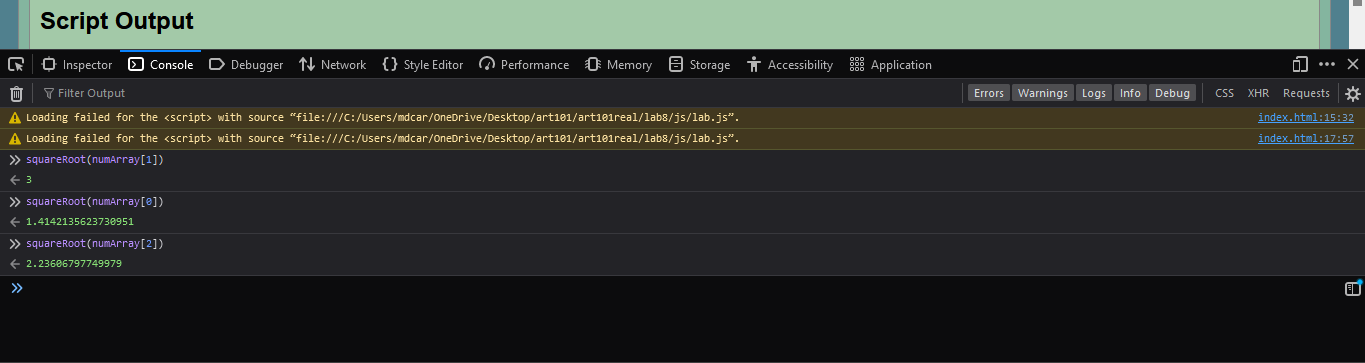 Script Output
Inspector Console Debugger Network Style Editor Performance Memory Storage Accessibility Application
Filter Output Errors Warnings Logs Info Debug CSS XHR Requests
Loading failed for the <script> with source “file:///C:/Users/mdcar/OneDrive/Desktop/art101/art101real/lab8/js/lab.js”. index.html:15:32
Loading failed for the <script> with source “file:///C:/Users/mdcar/OneDrive/Desktop/art101/art101real/lab8/js/lab.js”. index.html:17:57
squareRoot(numArray[1])
3
squareRoot(numArray[0])
1.4142135623730951
squareRoot(numArray[2])
2.23606797749979